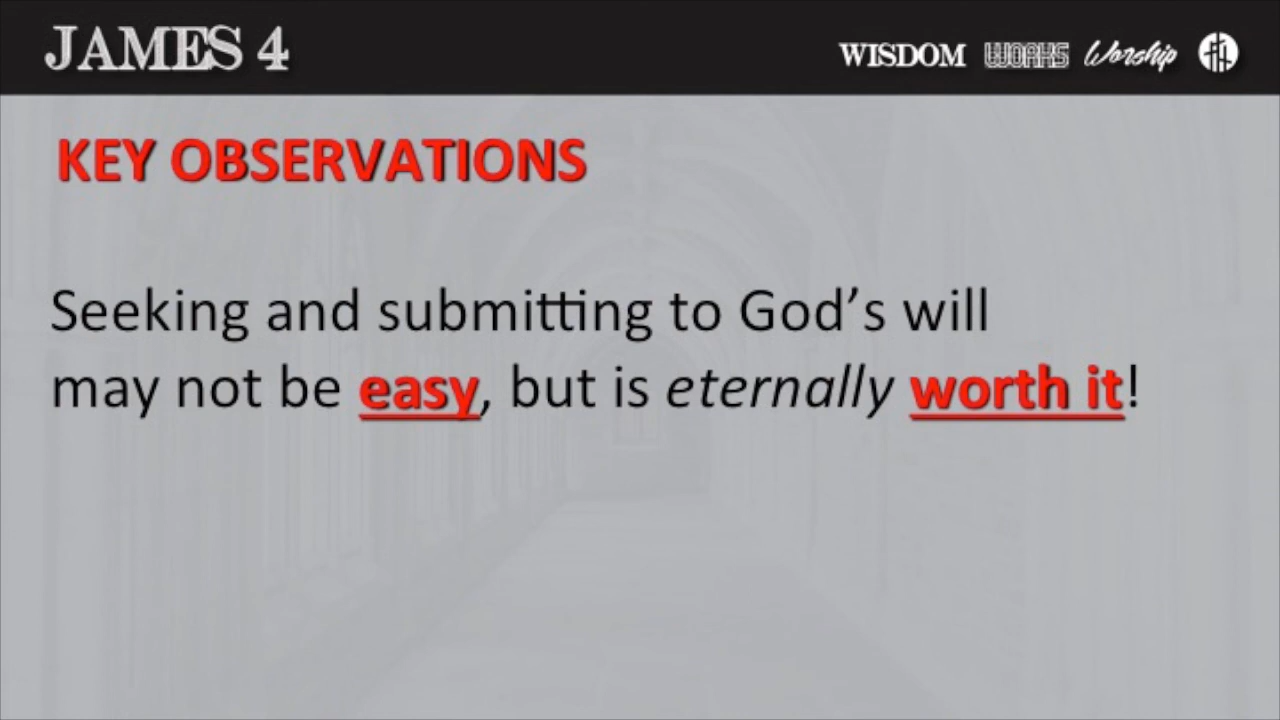 JAMES 4
WISDOM WORKS Worship
KEY OBSERVATIONS
Seeking and submitting to God’s will
may not be easy, but is eternally worth it!